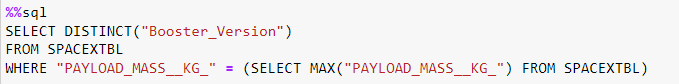 %%sql
SELECT DISTINCT("Booster_Version")
FROM SPACEXTBL
WHERE "PAYLOAD_MASS__KG_" = (SELECT MAX("PAYLOAD_MASS__KG_") FROM SPACEXTBL)